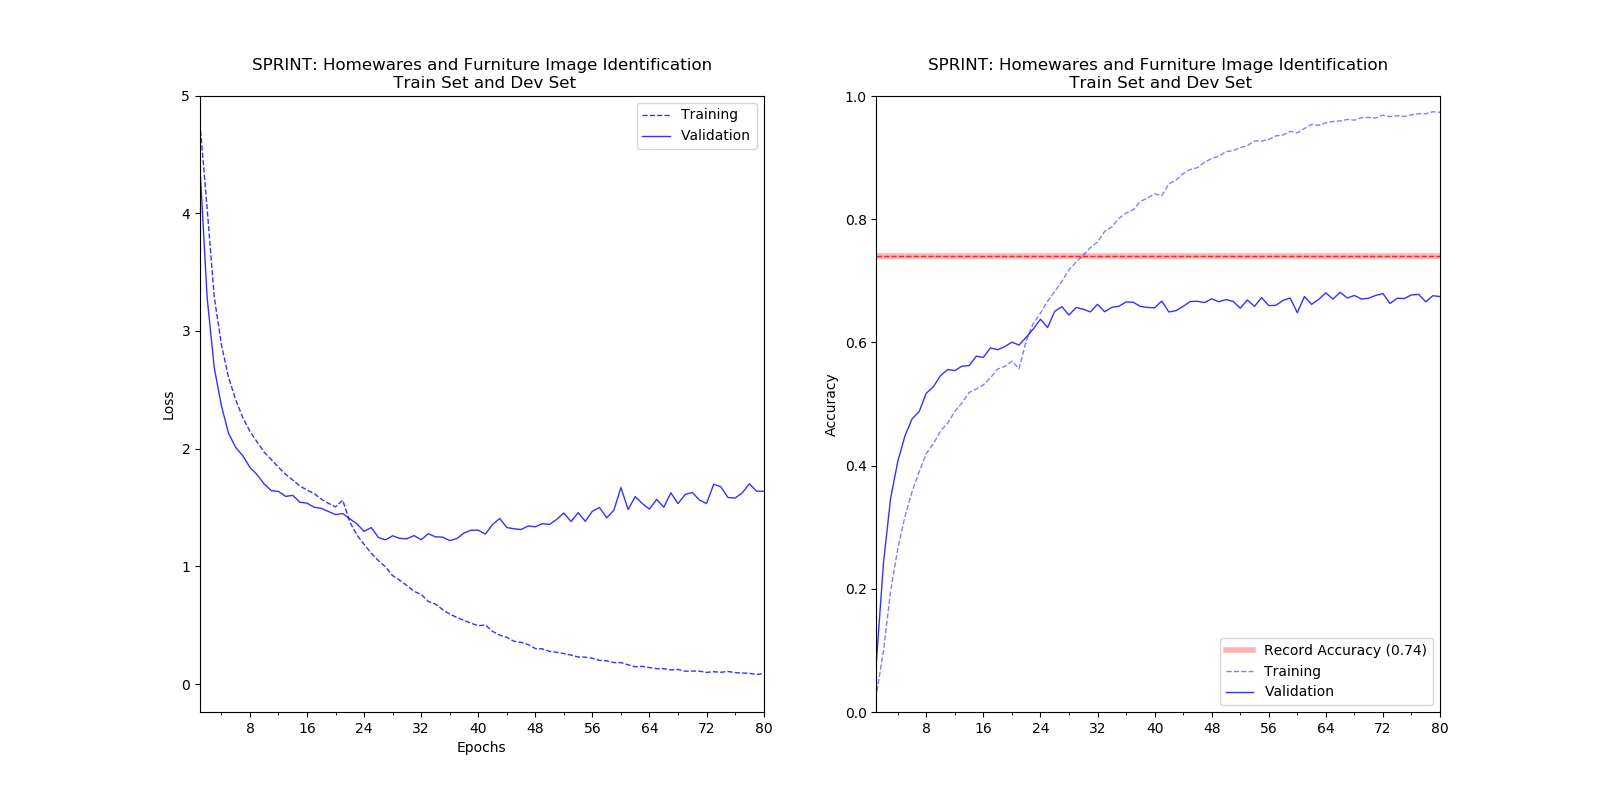 SPRINT: Homewares and Furniture Image Identification
Train Set and Dev Set
5
4
3
2
1
0
Loss
8 16 24 32 40 48 56 64 72 80
Epochs
Training
Validation
SPRINT: Homewares and Furniture Image Identification
Train Set and Dev Set
1.0
0.8
0.6
0.4
0.2
0.0
Accuracy
8 16 24 32 40 48 56 64 72 80
Record Accuracy (0.74)
Training
Validation